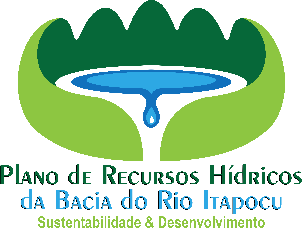 Plano de Recursos Hídricos
da Bacia do Rio Itapocu
Sustentabilidade & Desenvolvimento